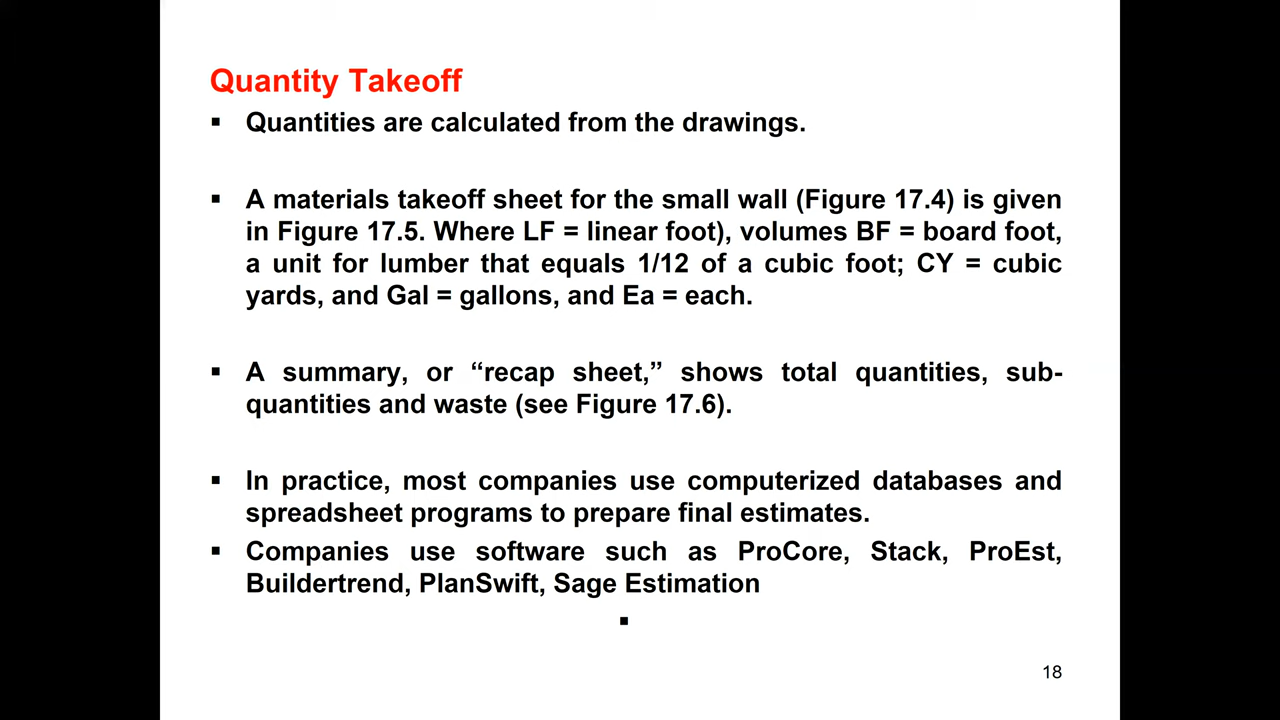 Quantity Takeoff
▪ Quantities are calculated from the drawings.
▪ A materials takeoff sheet for the small wall (Figure 17.4) is given
in Figure 17.5. Where LF = linear foot), volumes BF = board foot,
a unit for lumber that equals 1/12 of a cubic foot; CY = cubic
yards, and Gal = gallons, and Ea = each.
▪ A summary, or “recap sheet,” shows total quantities, sub-
quantities and waste (see Figure 17.6).
▪ In practice, most companies use computerized databases and
spreadsheet programs to prepare final estimates.
▪ Companies use software such as ProCore, Stack, ProEst,
Buildertrend, PlanSwift, Sage Estimation
▪
18